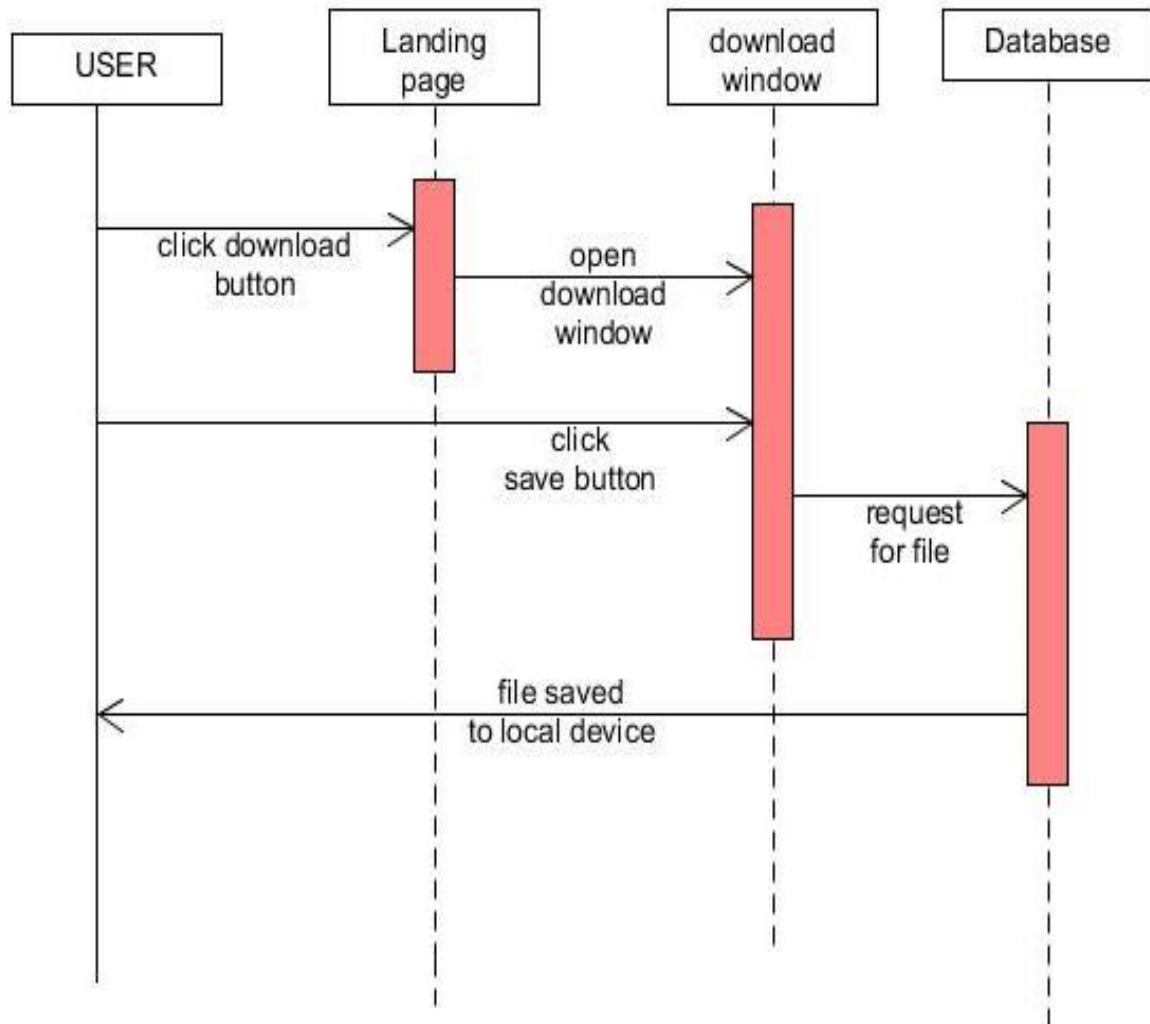 USER
Landing
page
download
window
Database
click download
button
open
download
window
click
save button
request
for file
file saved
to local device